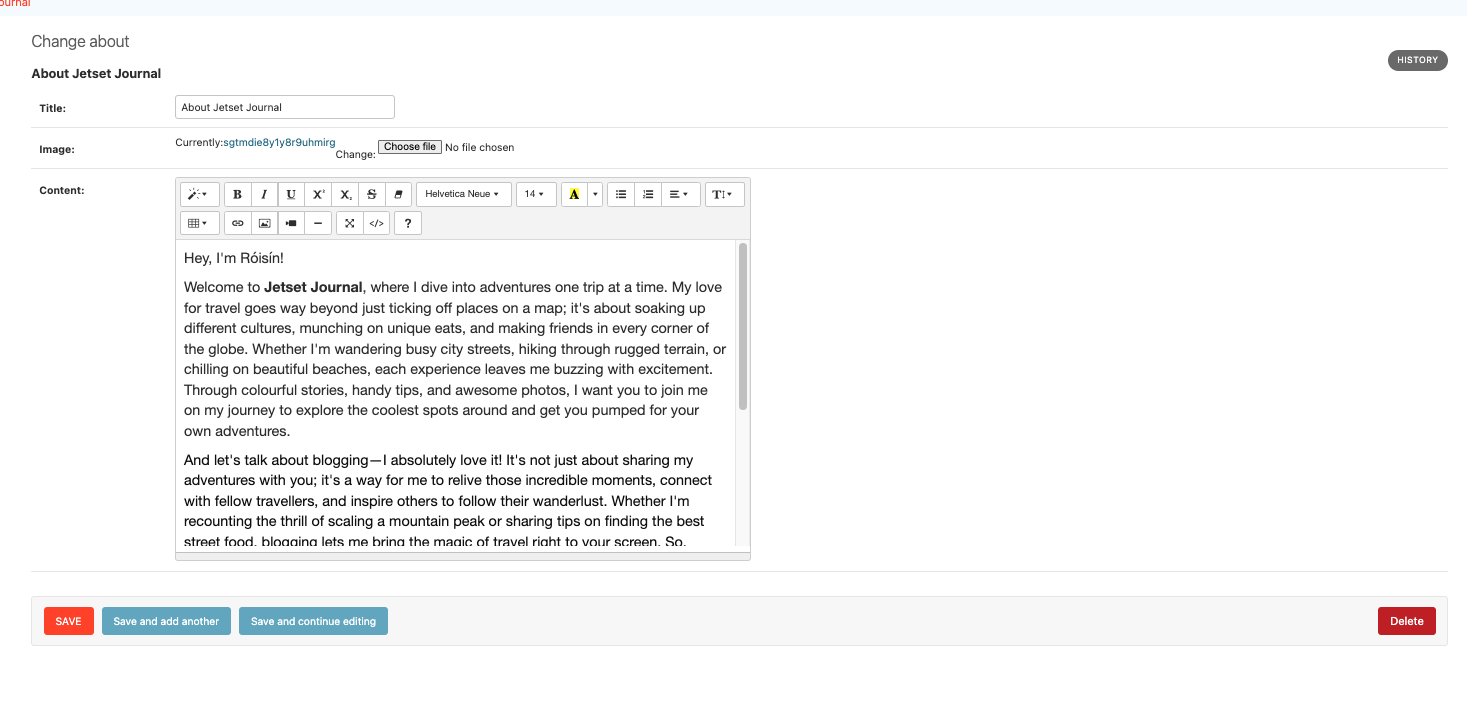 ournal
Change about
HISTORY
About Jetset Journal
Title:
About Jetset Journal
Image:
Currently:sgtmdie8y1y8r9uhmirg
Change: Choose file No file chosen
Content:
B I U X² X₂ S Helvetica Neue 14 A T
</> ?
Hey, I'm Róisín!
Welcome to Jetset Journal, where I dive into adventures one trip at a time. My love
for travel goes way beyond just ticking off places on a map; it's about soaking up
different cultures, munching on unique eats, and making friends in every corner of
the globe. Whether I'm wandering busy city streets, hiking through rugged terrain, or
chilling on beautiful beaches, each experience leaves me buzzing with excitement.
Through colourful stories, handy tips, and awesome photos, I want you to join me
on my journey to explore the coolest spots around and get you pumped for your
own adventures.
And let's talk about blogging—I absolutely love it! It's not just about sharing my
adventures with you; it's a way for me to relive those incredible moments, connect
with fellow travellers, and inspire others to follow their wanderlust. Whether I'm
recounting the thrill of scaling a mountain peak or sharing tips on finding the best
street food, blogging lets me bring the magic of travel right to your screen. So,
SAVE
Save and add another
Save and continue editing
Delete